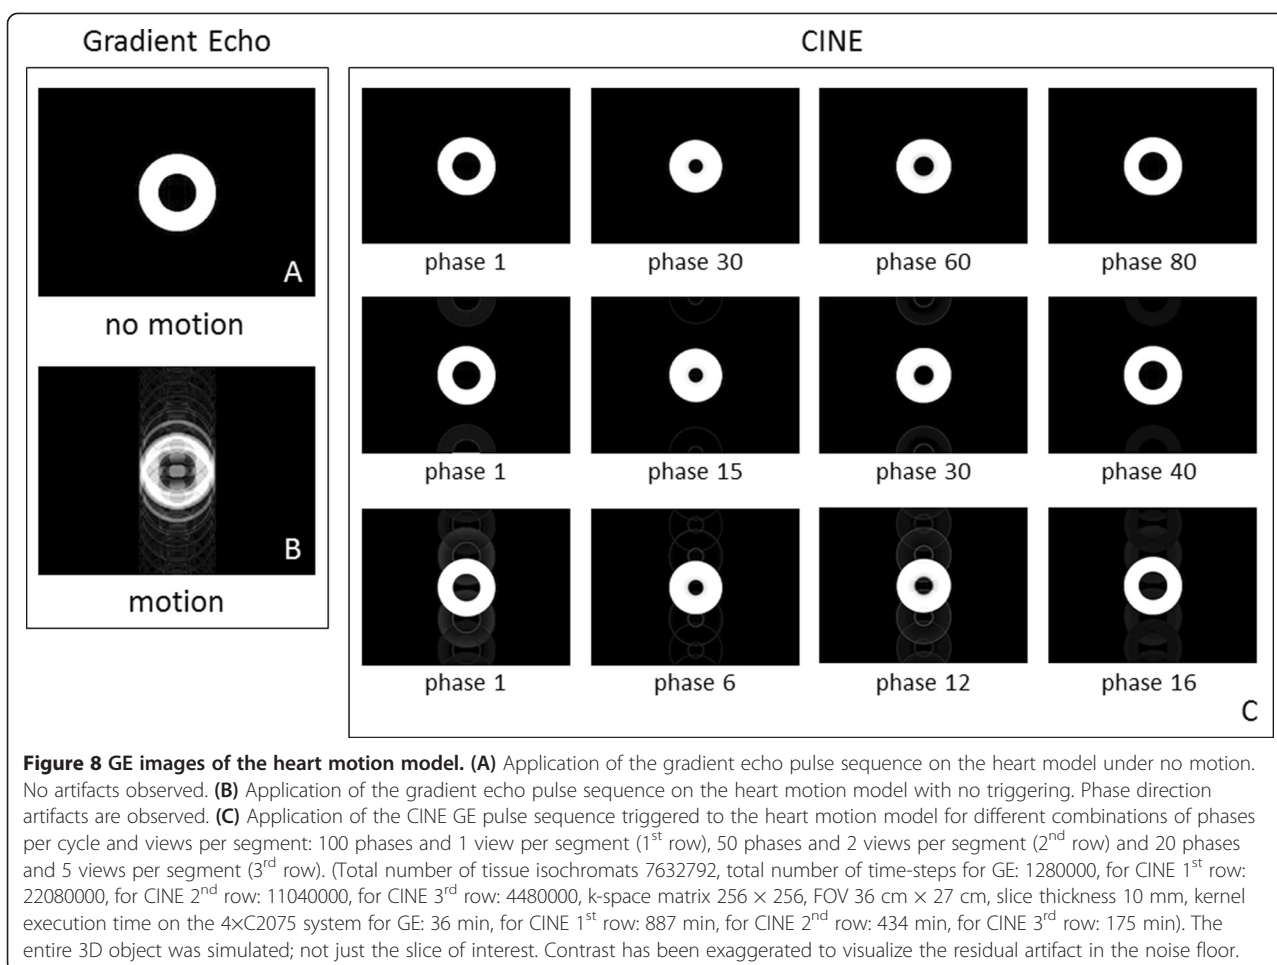 Gradient Echo
CINE
A
no motion
B
motion
phase 1
phase 30
phase 60
phase 80
phase 1
phase 15
phase 30
phase 40
phase 1
phase 6
phase 12
phase 16
C
Figure 8 GE images of the heart motion model. (A) Application of the gradient echo pulse sequence on the heart model under no motion.
No artifacts observed. (B) Application of the gradient echo pulse sequence on the heart motion model with no triggering. Phase direction
artifacts are observed. (C) Application of the CINE GE pulse sequence triggered to the heart motion model for different combinations of phases
per cycle and views per segment: 100 phases and 1 view per segment (1st row), 50 phases and 2 views per segment (2nd row) and 20 phases
and 5 views per segment (3rd row). (Total number of tissue isochromats 7632792, total number of time-steps for GE: 1280000, for CINE 1st row:
22080000, for CINE 2nd row: 11040000, for CINE 3rd row: 4480000, k-space matrix 256 × 256, FOV 36 cm × 27 cm, slice thickness 10 mm, kernel
execution time on the 4×C2075 system for GE: 36 min, for CINE 1st row: 887 min, for CINE 2nd row: 434 min, for CINE 3rd row: 175 min). The
entire 3D object was simulated; not just the slice of interest. Contrast has been exaggerated to visualize the residual artifact in the noise floor.